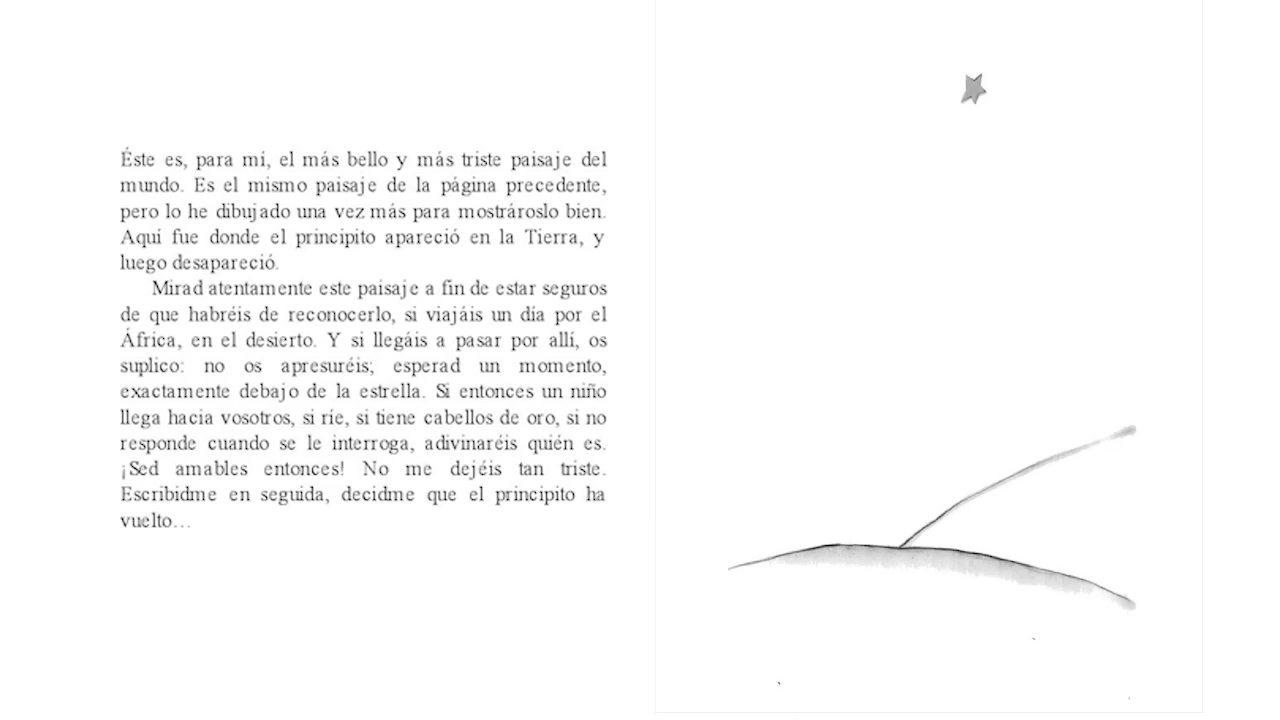 Éste es, para mí, el más bello y más triste paisaje del
mundo. Es el mismo paisaje de la página precedente,
pero lo he dibujado una vez más para mostrároslo bien.
Aquí fue donde el principito apareció en la Tierra, y
luego desapareció.
Mirad atentamente este paisaje a fin de estar seguros
de que habréis de reconocerlo, si viajáis un día por el
África, en el desierto. Y si llegáis a pasar por allí, os
suplico: no os apresuréis; esperad un momento,
exactamente debajo de la estrella. Si entonces un niño
llega hacia vosotros, si ríe, si tiene cabellos de oro, si no
responde cuando se le interroga, adivinaréis quién es.
¡Sed amables entonces! No me dejéis tan triste.
Escribidme en seguida, decidme que el principito ha
vuelto…